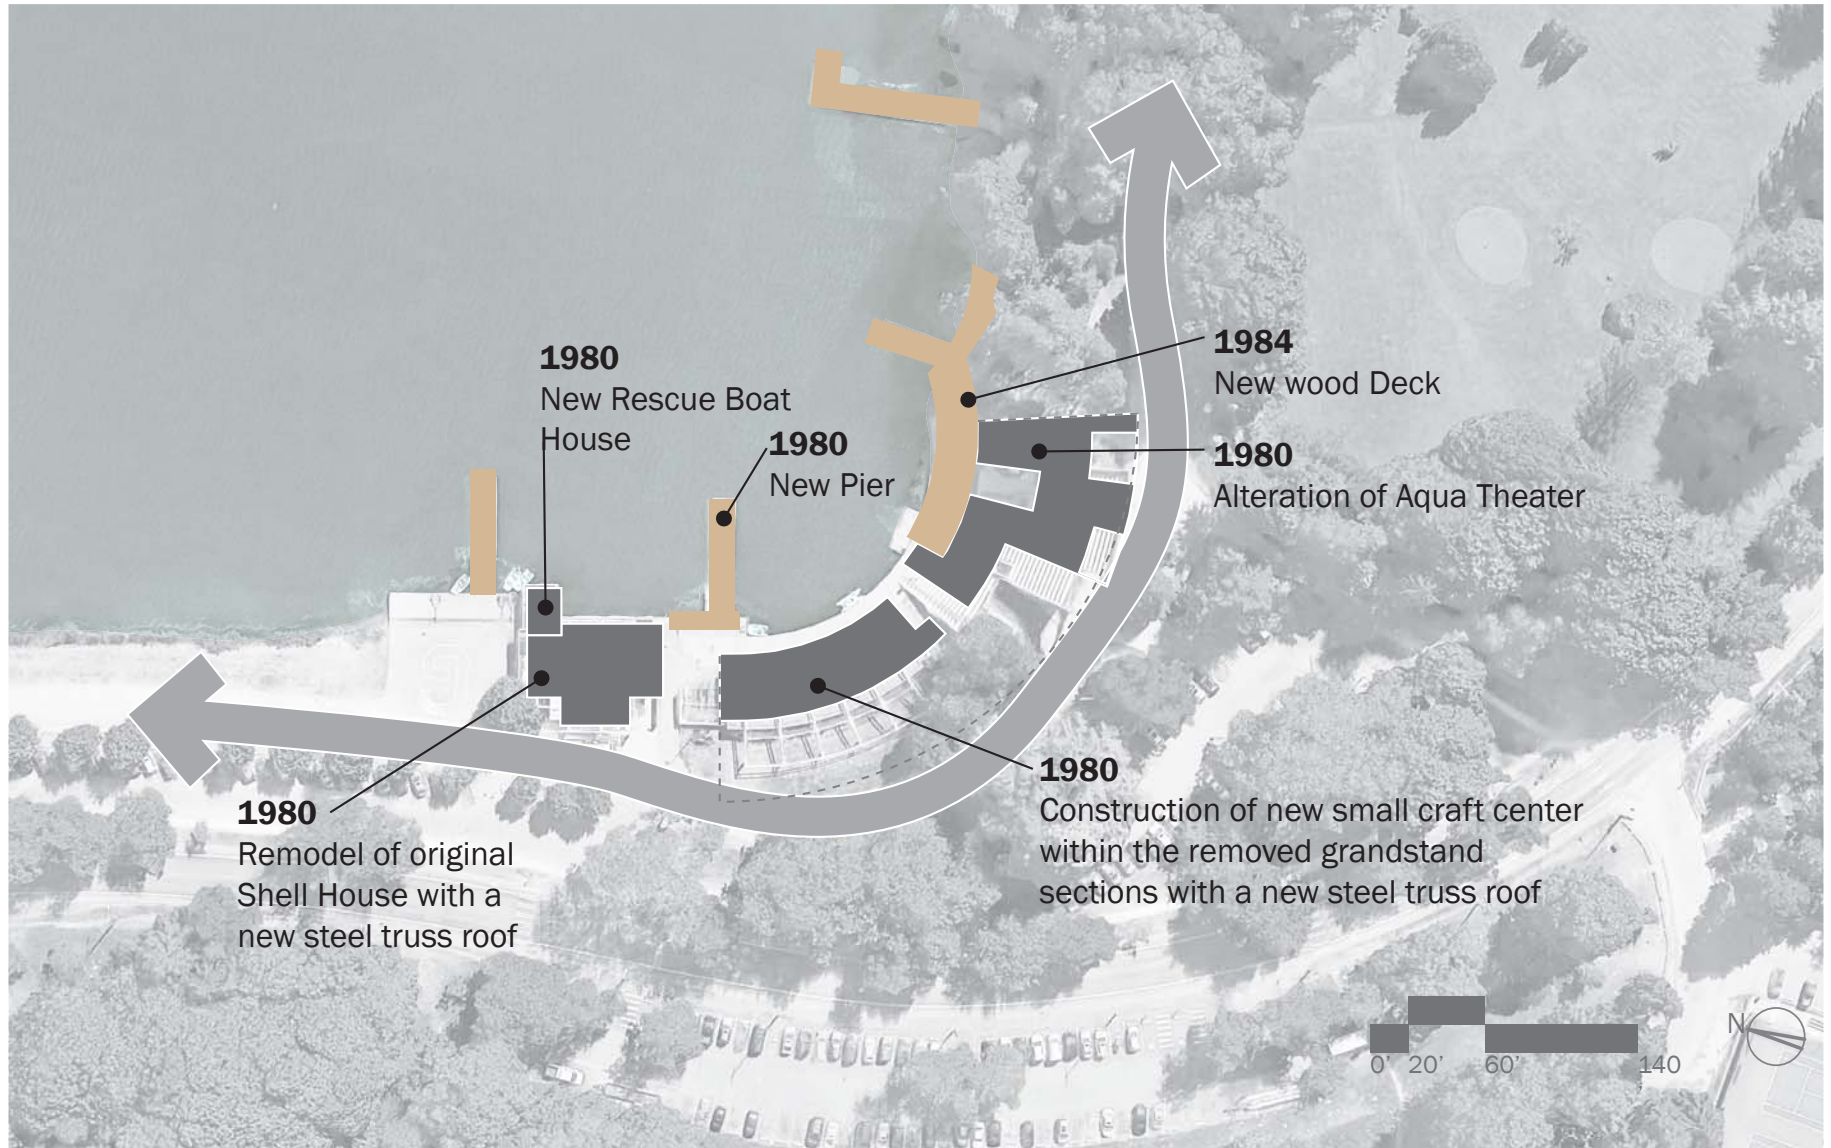 1980
New Rescue Boat
House
1980
New Pier
1984
New wood Deck
1980
Alteration of Aqua Theater
1980
Remodel of original
Shell House with a
new steel truss roof
1980
Construction of new small craft center
within the removed grandstand
sections with a new steel truss roof
N
0' 20' 60' 140